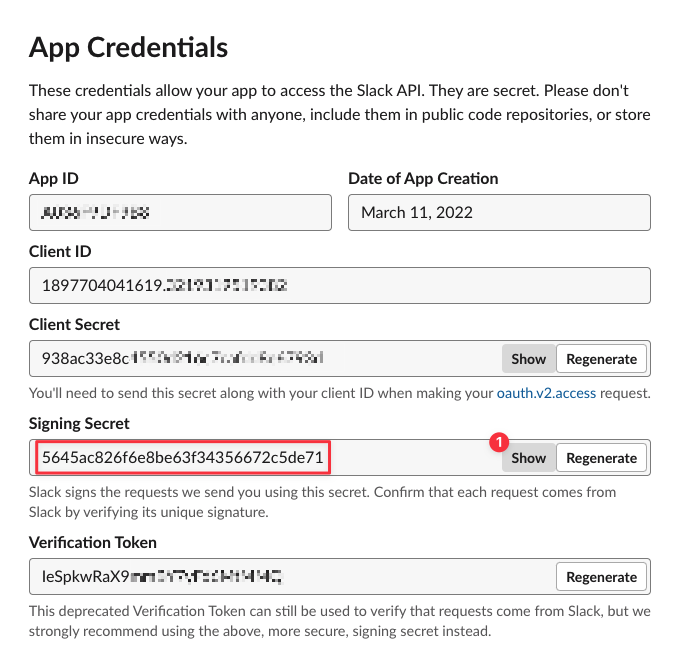 App Credentials
These credentials allow your app to access the Slack API. They are secret. Please don't
share your app credentials with anyone, include them in public code repositories, or store
them in insecure ways.
App ID
Date of App Creation
March 11, 2022
Client ID
1897704041619.
Client Secret
938ac33e8c
Show
Regenerate
You'll need to send this secret along with your client ID when making your oauth.v2.access request.
Signing Secret
1
5645ac826f6e8be63f34356672c5de71
Show
Regenerate
Slack signs the requests we send you using this secret. Confirm that each request comes from
Slack by verifying its unique signature.
Verification Token
IeSpkwRaX9
Regenerate
This deprecated Verification Token can still be used to verify that requests come from Slack, but we
strongly recommend using the above, more secure, signing secret instead.